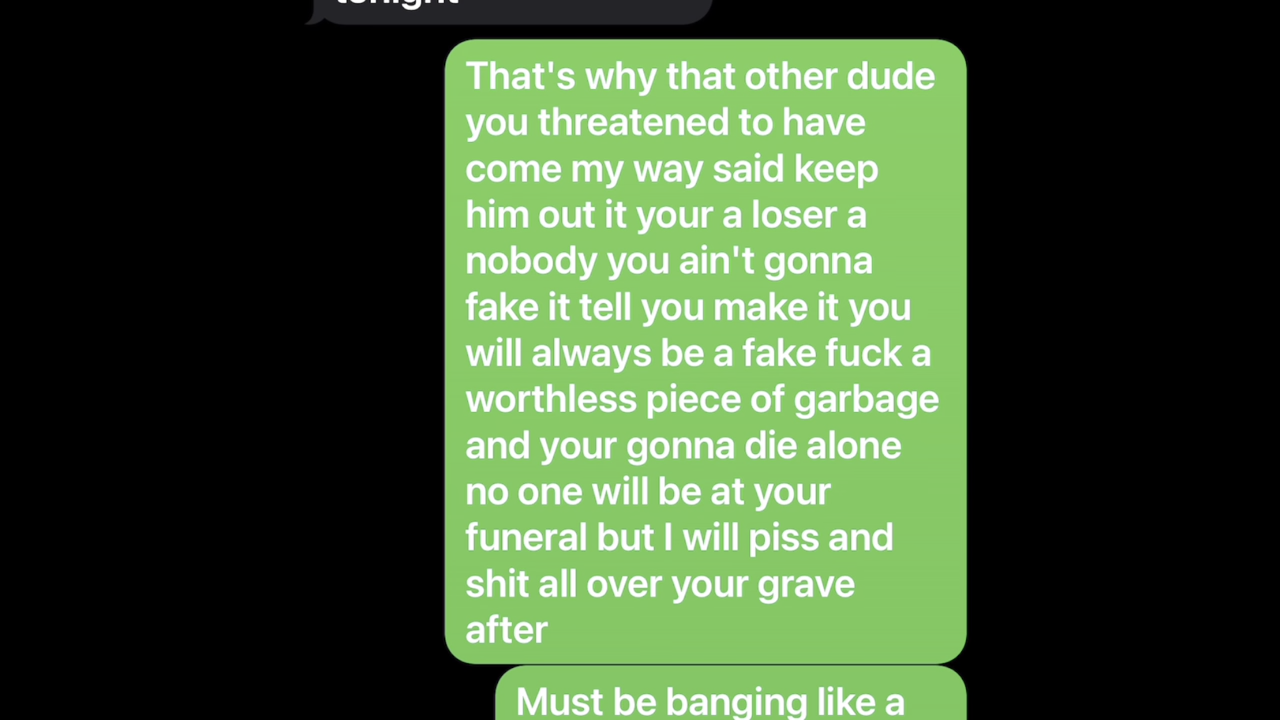 tonight
That's why that other dude
you threatened to have
come my way said keep
him out it your a loser a
nobody you ain't gonna
fake it tell you make it you
will always be a fake fuck a
worthless piece of garbage
and your gonna die alone
no one will be at your
funeral but I will piss and
shit all over your grave
after
Must be banging like a